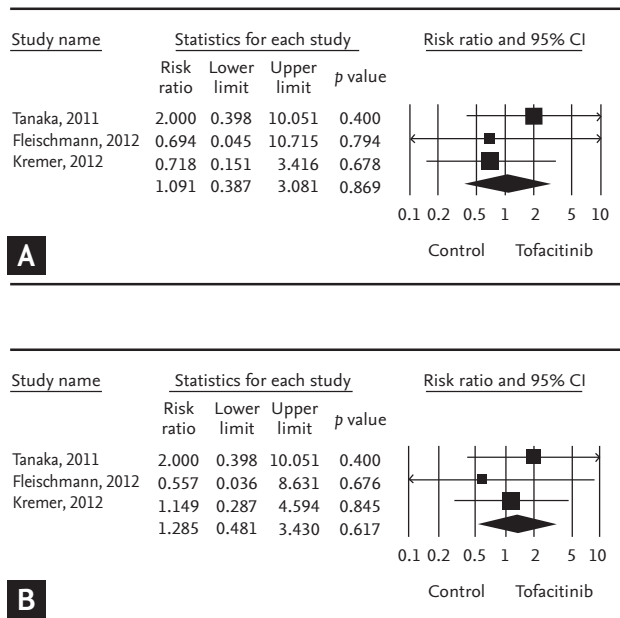 Study name Statistics for each study Risk ratio and 95% CI
Risk ratio Lower limit Upper limit p value
Tanaka, 2011 2.000 0.398 10.051 0.400
Fleischmann, 2012 0.694 0.045 10.715 0.794
Kremer, 2012 0.718 0.151 3.416 0.678
1.091 0.387 3.081 0.869
0.1 0.2 0.5 1 2 5 10
Control Tofacitinib
A
Study name Statistics for each study Risk ratio and 95% CI
Risk ratio Lower limit Upper limit p value
Tanaka, 2011 2.000 0.398 10.051 0.400
Fleischmann, 2012 0.557 0.036 8.631 0.676
Kremer, 2012 1.149 0.287 4.594 0.845
1.285 0.481 3.430 0.617
0.1 0.2 0.5 1 2 5 10
Control Tofacitinib
B